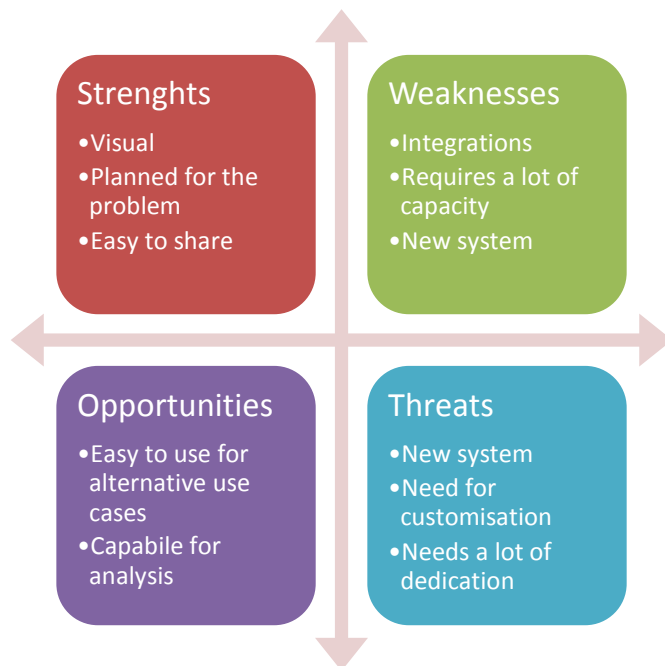 Strenghts
•Visual
•Planned for the
problem
•Easy to share
Weaknesses
•Integrations
•Requires a lot of
capacity
•New system
Opportunities
•Easy to use for
alternative use
cases
•Capabile for
analysis
Threats
•New system
•Need for
customisation
•Needs a lot of
dedication